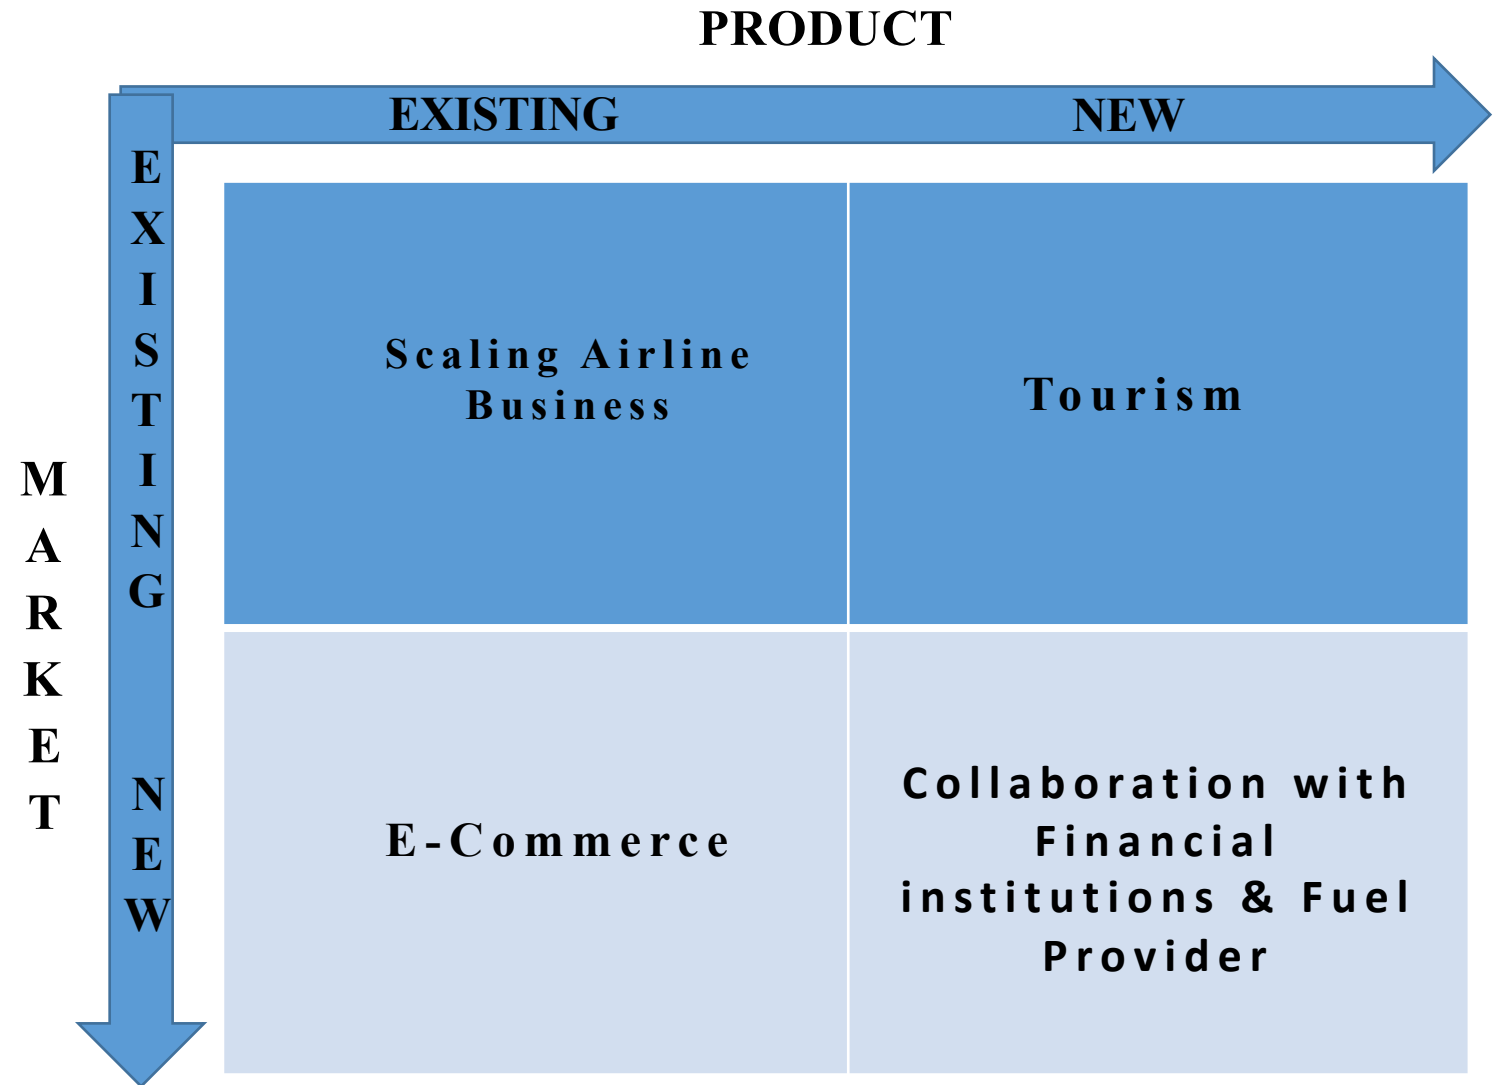 PRODUCT
EXISTING NEW
MARKET
EXISTING
NEW
Scaling Airline
Business
Tourism
E-Commerce
Collaboration with
Financial
institutions & Fuel
Provider